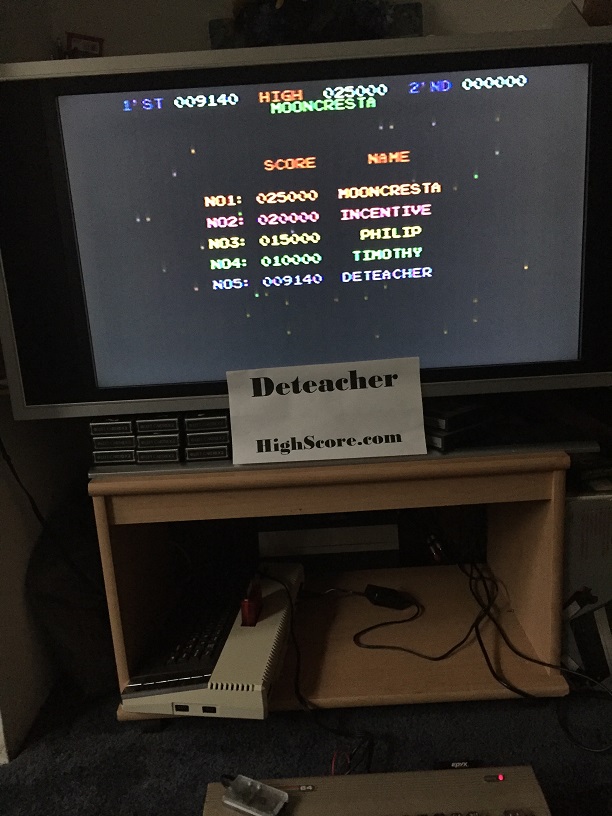 1'ST 009140 HIGH 025000 2'ND 000000
MOONCRESTA
SCORE NAME
NO1: 025000 MOONCRESTA
NO2: 020000 INCENTIVE
NO3: 015000 PHILIP
NO4: 010000 TIMOTHY
NO5: 009140 DETEACHER
Deteacher
HighScore.com
64